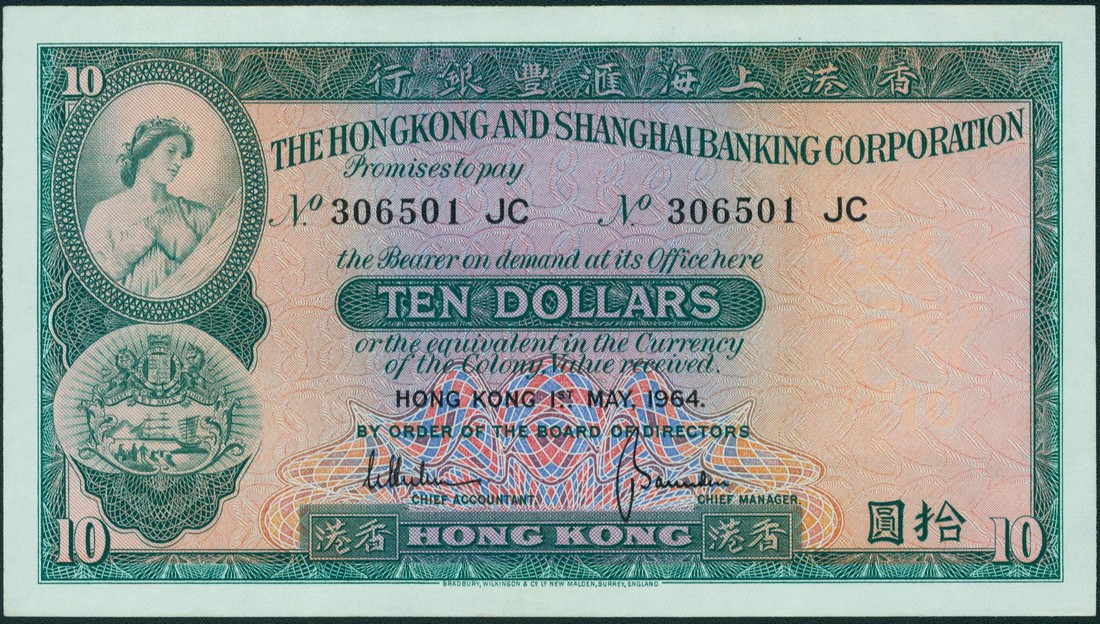 10
行銀豐滙海上港香
THE HONGKONG AND SHANGHAI BANKING CORPORATION
Promises to pay
No 306501 JC No 306501 JC
the Bearer on demand at its Office here
TEN DOLLARS
or the equivalent in the Currency
of the Colony Value received.
HONG KONG 1ST MAY, 1964.
BY ORDER OF THE BOARD OF DIRECTORS
CHIEF ACCOUNTANT. CHIEF MANAGER.
圓拾
10 港香 HONG KONG 港香 10
BRADBURY, WILKINSON & Co. Ld. NEW MALDEN, SURREY, ENGLAND